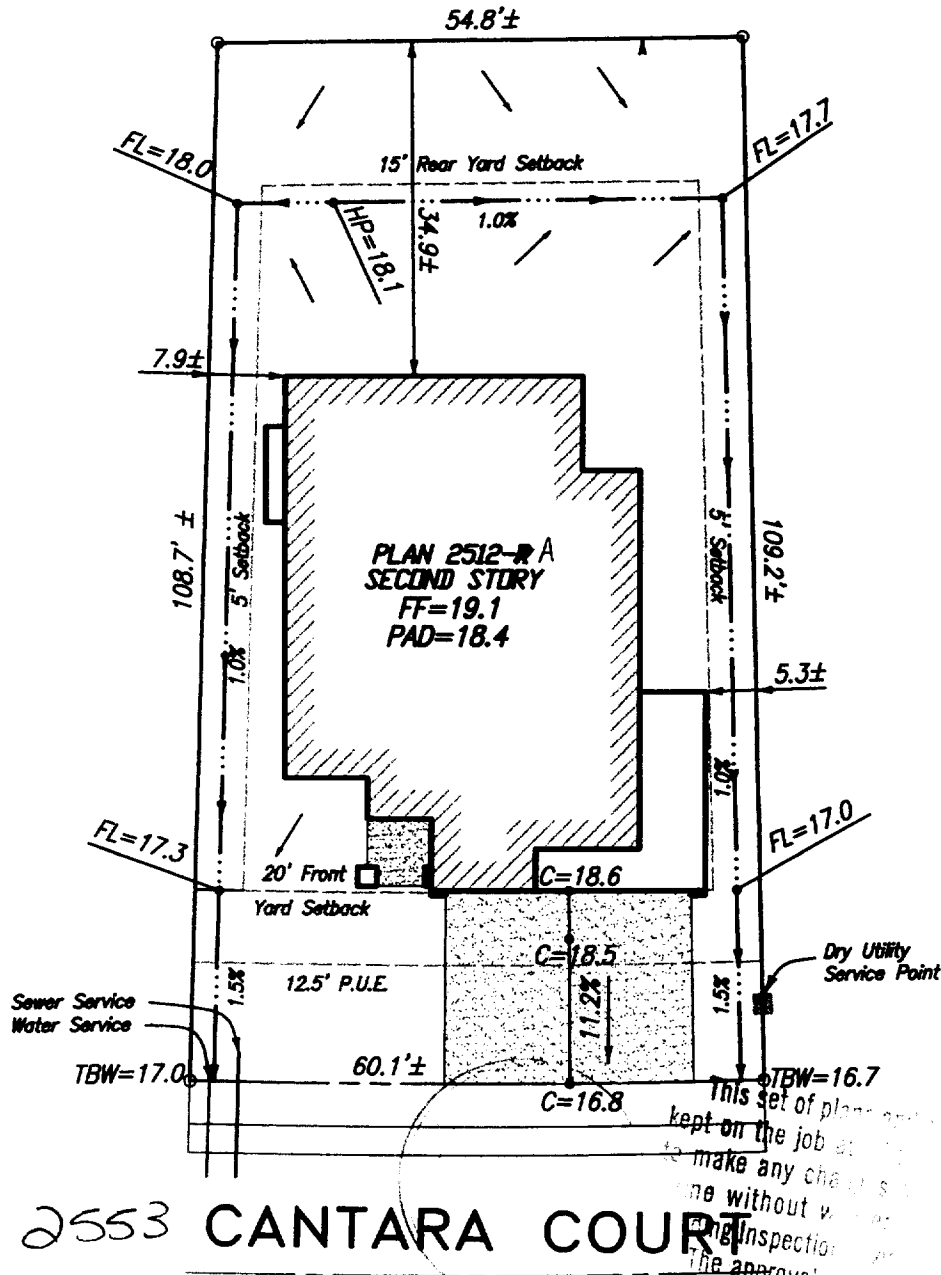 54.8'±
FL=18.0
FL=17.7
15' Rear Yard Setback
HP=18.1
34.9±
1.0%
7.9±
108.7' ±
5' Setback
1.0%
PLAN 2512-R A
SECOND STORY
FF=19.1
PAD=18.4
5' Setback
109.2'±
5.3±
1.0%
FL=17.3
FL=17.0
20' Front
Yard Setback
C=18.6
C=18.5
Dry Utility
Service Point
12.5' P.U.E.
1.5%
11.2%
1.5%
Sewer Service
Water Service
TBW=17.0
60.1'±
TBW=16.7
C=16.8
This set of
kept on the job
to make any
without
Inspection
The approval
2553 CANTARA COURT